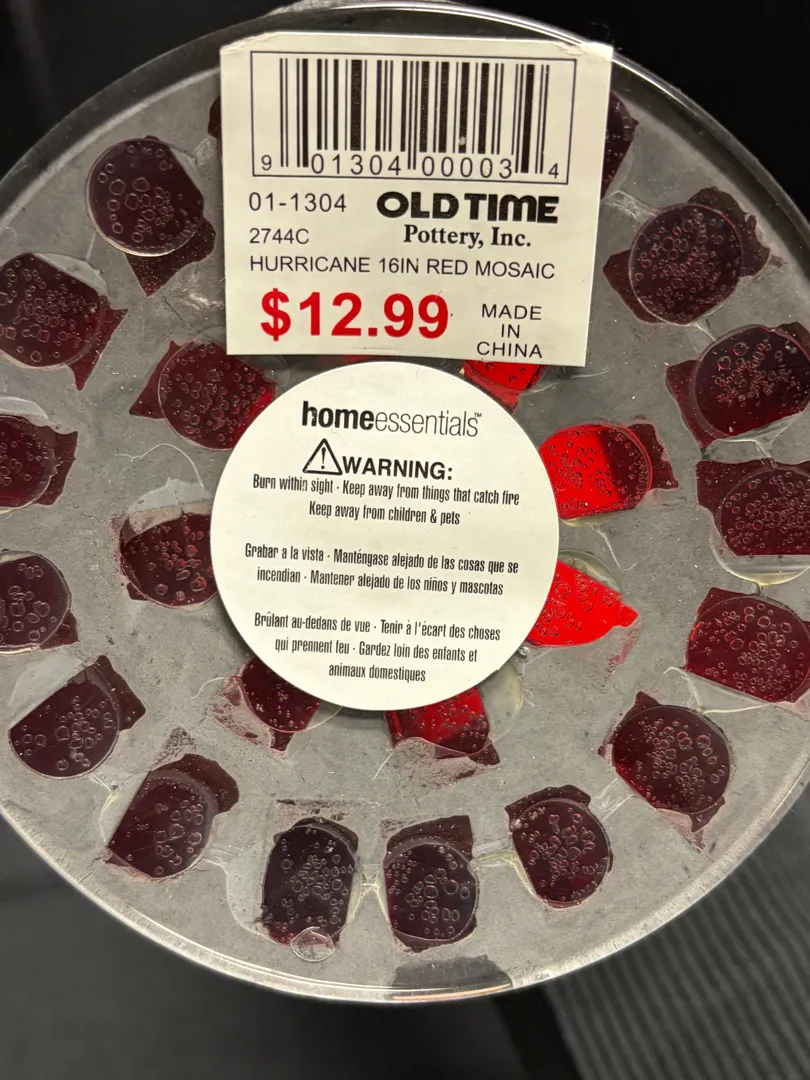 9 01304 00003 4
01-1304 OLD TIME
2744C Pottery, Inc.
HURRICANE 16IN RED MOSAIC
$12.99
MADE
IN
CHINA
homeessentials™
WARNING:
Burn within sight · Keep away from things that catch fire
Keep away from children & pets
Grabar a la vista · Manténgase alejado de las cosas que se
incendian · Mantener alejado de los niños y mascotas
Brûlant au-dedans de vue · Tenir à l'écart des choses
qui prennent feu · Gardez loin des enfants et
animaux domestiques